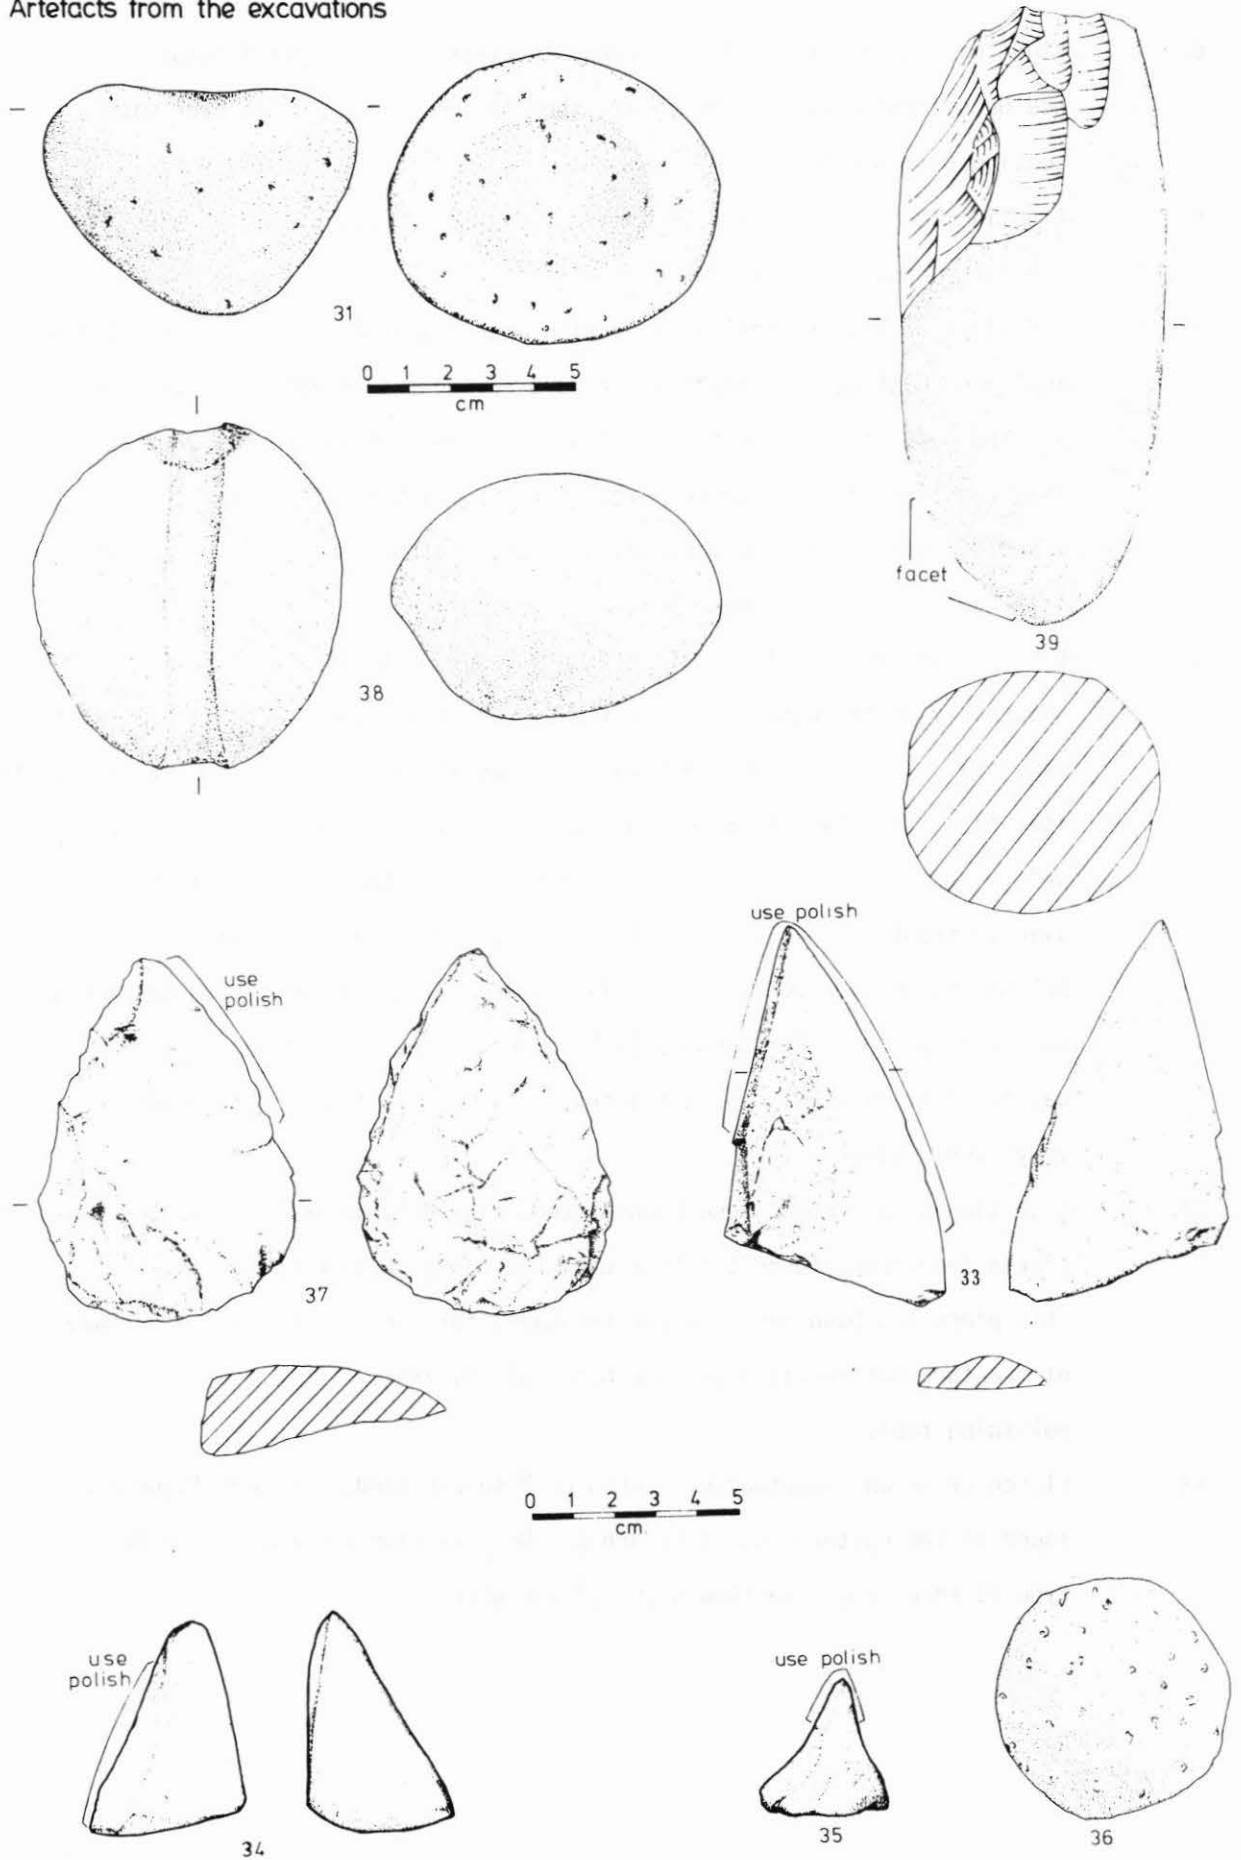 Artefacts from the excavations
31
0 1 2 3 4 5
cm
38
facet
39
use
polish
37
use polish
33
0 1 2 3 4 5
cm.
use
polish
34
use polish
35
36